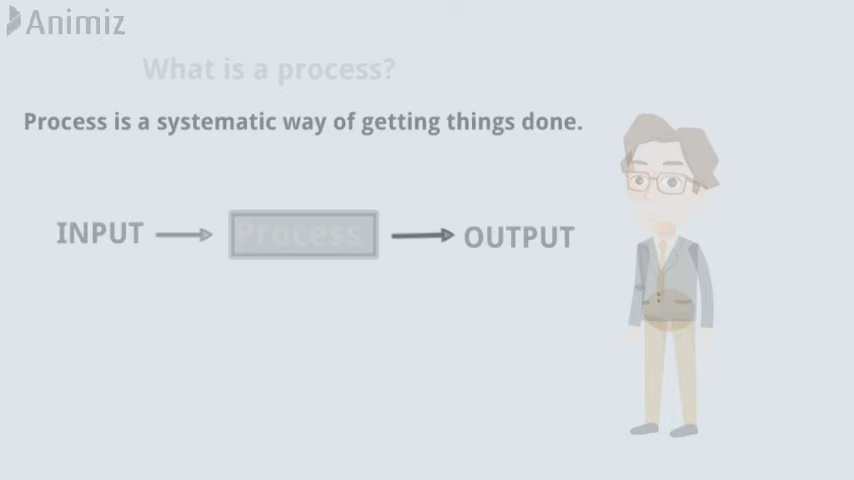 Animiz
What is a process?
Process is a systematic way of getting things done.
INPUT
Process
OUTPUT